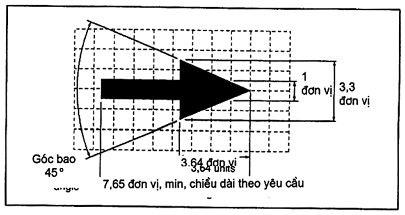 1
đơn vị
3,3
đơn vị
3.64 đơn vị
3,64 units
Góc bao
45°
angle
7,65 đơn vị, min, chiều dài theo yêu cầu